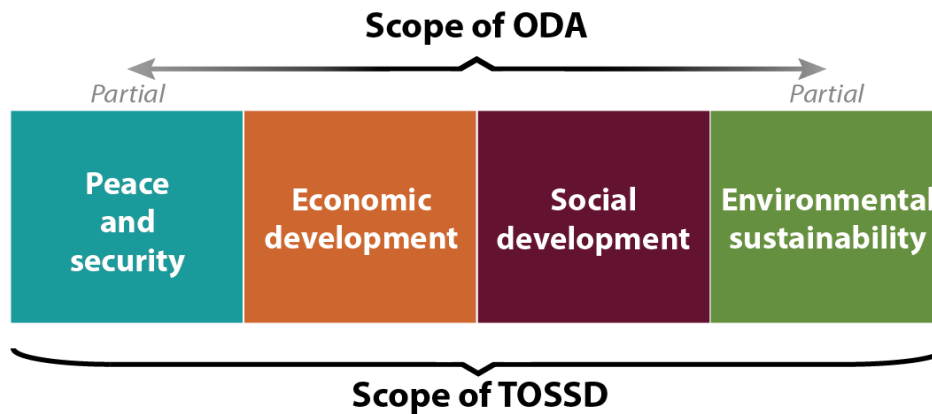 Scope of ODA
Partial
Partial
Peace
and
security
Economic
development
Social
development
Environmental
sustainability
Scope of TOSSD